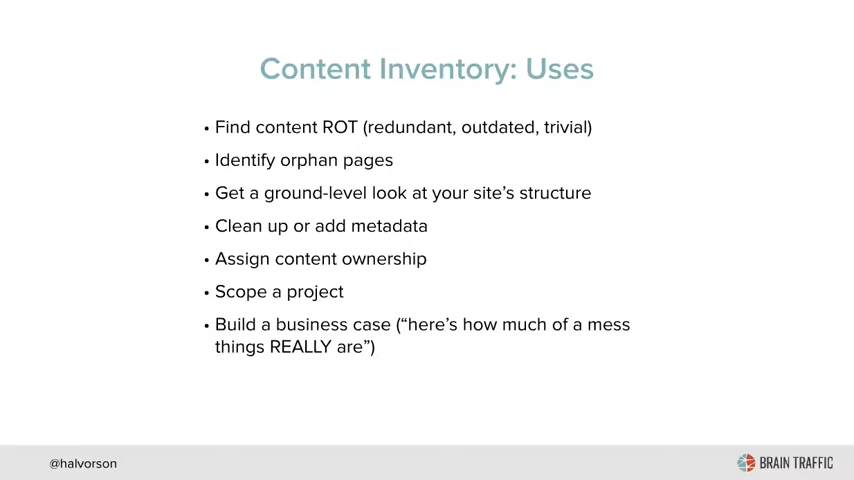 Content Inventory: Uses
• Find content ROT (redundant, outdated, trivial)
• Identify orphan pages
• Get a ground-level look at your site’s structure
• Clean up or add metadata
• Assign content ownership
• Scope a project
• Build a business case (“here’s how much of a mess
things REALLY are”)
@halvorson
BRAIN TRAFFIC